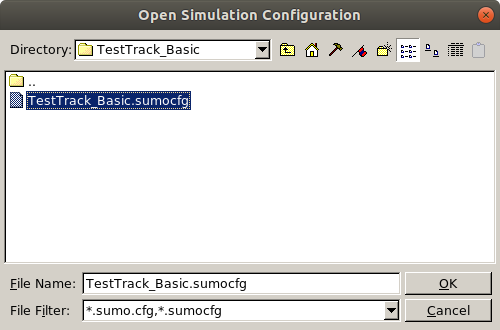 Open Simulation Configuration
Directory: TestTrack_Basic
..
TestTrack_Basic.sumocfg
File Name: TestTrack_Basic.sumocfg OK
File Filter: *.sumo.cfg,*.sumocfg Cancel